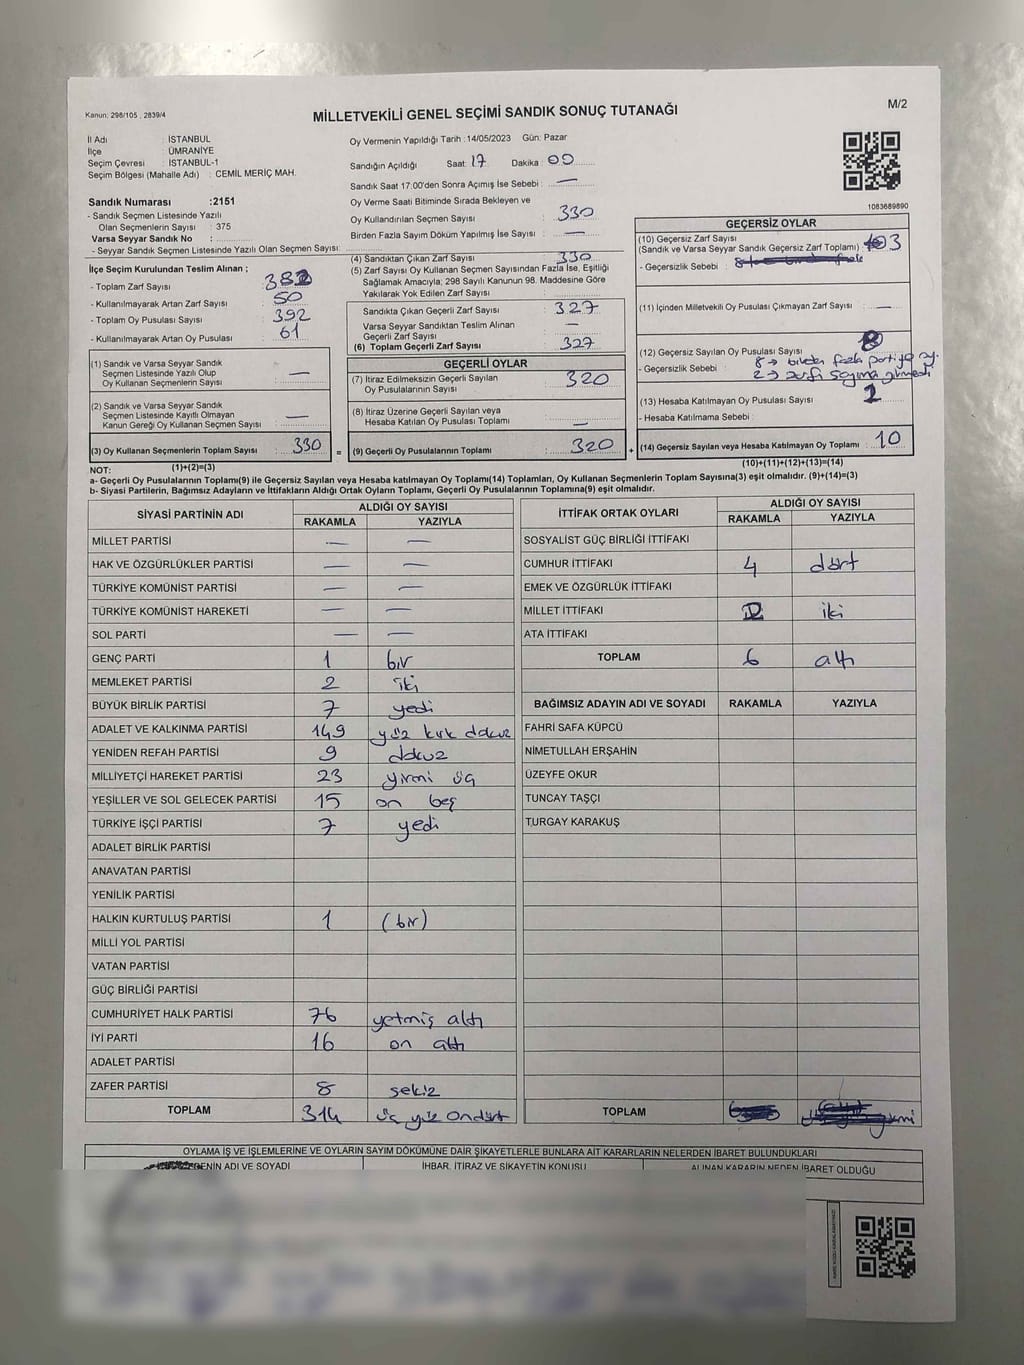 Kanun: 298/105 , 2839/4
MİLLETVEKİLİ GENEL SEÇİMİ SANDIK SONUÇ TUTANAĞI
M/2
İl Adı : İSTANBUL
İlçe : ÜMRANİYE
Seçim Çevresi : İSTANBUL-1
Seçim Bölgesi (Mahalle Adı) : CEMİL MERİÇ MAH.
Oy Vermenin Yapıldığı Tarih : 14/05/2023 Gün: Pazar
Sandığın Açıldığı Saat: 17 Dakika : 00
Sandık Saat 17:00'den Sonra Açımış İse Sebebi : —
Oy Verme Saati Bitiminde Sırada Bekleyen ve
Oy Kullandırılan Seçmen Sayısı : 330
Birden Fazla Sayım Döküm Yapılmış İse Sayısı : —
1083689890
Sandık Numarası :2151
- Sandık Seçmen Listesinde Yazılı
Olan Seçmenlerin Sayısı : 375
Varsa Seyyar Sandık No :
- Seyyar Sandık Seçmen Listesinde Yazılı Olan Seçmen Sayısı:
İlçe Seçim Kurulundan Teslim Alınan ;
- Toplam Zarf Sayısı : 382
- Kullanılmayarak Artan Zarf Sayısı : 50
- Toplam Oy Pusulası Sayısı : 392
- Kullanılmayarak Artan Oy Pusulası : 61
(1) Sandık ve Varsa Seyyar Sandık
Seçmen Listesinde Yazılı Olup
Oy Kullanan Seçmenlerin Sayısı : —
(2) Sandık ve Varsa Seyyar Sandık
Seçmen Listesinde Kayıtlı Olmayan
Kanun Gereği Oy Kullanan Seçmen Sayısı : —
(3) Oy Kullanan Seçmenlerin Toplam Sayısı : 330 =
(1)+(2)=(3)
(4) Sandıktan Çıkan Zarf Sayısı : 330
(5) Zarf Sayısı Oy Kullanan Seçmen Sayısından Fazla İse, Eşitliği
Sağlamak Amacıyla; 298 Sayılı Kanunun 98. Maddesine Göre
Yakılarak Yok Edilen Zarf Sayısı :
Sandıkta Çıkan Geçerli Zarf Sayısı : 327
Varsa Seyyar Sandıktan Teslim Alınan
Geçerli Zarf Sayısı : —
(6) Toplam Geçerli Zarf Sayısı : 327
GEÇERLİ OYLAR
(7) İtiraz Edilmeksizin Geçerli Sayılan
Oy Pusulalarının Sayısı : 320
(8) İtiraz Üzerine Geçerli Sayılan veya
Hesaba Katılan Oy Pusulası Toplamı : —
(9) Geçerli Oy Pusulalarının Toplamı : 320 +
GEÇERSİZ OYLAR
(10) Geçersiz Zarf Sayısı
(Sandık ve Varsa Seyyar Sandık Geçersiz Zarf Toplamı) : 3
- Geçersizlik Sebebi :
(11) İçinden Milletvekili Oy Pusulası Çıkmayan Zarf Sayısı : —
(12) Geçersiz Sayılan Oy Pusulası Sayısı :
- Geçersizlik Sebebi : 8 → birden fazla partiye oy.
2 → zarfı sayıma girmedi
(13) Hesaba Katılmayan Oy Pusulası Sayısı :
- Hesaba Katılmama Sebebi :
(14) Geçersiz Sayılan veya Hesaba Katılmayan Oy Toplamı : 10
(10)+(11)+(12)+(13)=(14)
NOT:
a- Geçerli Oy Pusulalarının Toplamı(9) ile Geçersiz Sayılan ve Hesaba katılmayan Oy Toplamı(14) Toplamları, Oy Kullanan Seçmenlerin Toplam Sayısına(3) eşit olmalıdır. (9)+(14)=(3)
b- Siyasi Partilerin, Bağımsız Adayların ve İttifakların Aldığı Ortak Oyların Toplamı, Geçerli Oy Pusulalarının Toplamına(9) eşit olmalıdır.
SİYASİ PARTİNİN ADI
ALDIĞI OY SAYISI
RAKAMLA YAZIYLA
MİLLET PARTİSİ — —
HAK VE ÖZGÜRLÜKLER PARTİSİ — —
TÜRKİYE KOMÜNİST PARTİSİ — —
TÜRKİYE KOMÜNİST HAREKETİ — —
SOL PARTİ — —
GENÇ PARTİ 1 bir
MEMLEKET PARTİSİ 2 iki
BÜYÜK BİRLİK PARTİSİ 7 yedi
ADALET VE KALKINMA PARTİSİ 149 yüz kırk dokuz
YENİDEN REFAH PARTİSİ 9 dokuz
MİLLİYETÇİ HAREKET PARTİSİ 23 yirmi üç
YEŞİLLER VE SOL GELECEK PARTİSİ 15 on beş
TÜRKİYE İŞÇİ PARTİSİ 7 yedi
ADALET BİRLİK PARTİSİ
ANAVATAN PARTİSİ
YENİLİK PARTİSİ
HALKIN KURTULUŞ PARTİSİ 1 (bir)
MİLLİ YOL PARTİSİ
VATAN PARTİSİ
GÜÇ BİRLİĞİ PARTİSİ
CUMHURİYET HALK PARTİSİ 76 yetmiş altı
İYİ PARTİ 16 on altı
ADALET PARTİSİ
ZAFER PARTİSİ 8 sekiz
TOPLAM 314 üç yüz ondört
İTTİFAK ORTAK OYLARI
ALDIĞI OY SAYISI
RAKAMLA YAZIYLA
SOSYALİST GÜÇ BİRLİĞİ İTTİFAKI
CUMHUR İTTİFAKI 4 dört
EMEK VE ÖZGÜRLÜK İTTİFAKI
MİLLET İTTİFAKI 2 iki
ATA İTTİFAKI
TOPLAM 6 altı
BAĞIMSIZ ADAYIN ADI VE SOYADI RAKAMLA YAZIYLA
FAHRİ SAFA KÜPCÜ
NİMETULLAH ERŞAHİN
ÜZEYFE OKUR
TUNCAY TAŞÇI
TURGAY KARAKUŞ
TOPLAM
OYLAMA İŞ VE İŞLEMLERİNE VE OYLARIN SAYIM DÖKÜMÜNE DAİR ŞİKAYETLERLE BUNLARA AİT KARARLARIN NELERDEN İBARET BULUNDUKLARI
ADI VE SOYADI İHBAR, İTİRAZ VE ŞİKAYETİN KONUSU ALINAN KARARIN NEDEN İBARET OLDUĞU